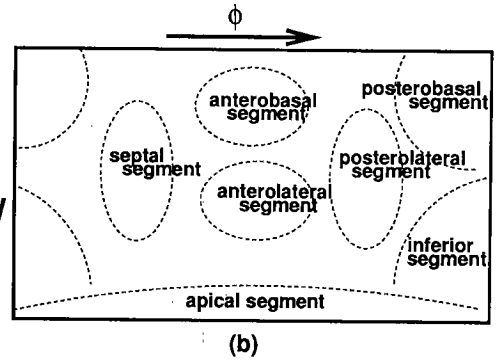 ϕ
anterobasal
segment
posterobasal
segment
septal
segment
posterolateral
segment
anterolateral
segment
inferior
segment
apical segment
(b)